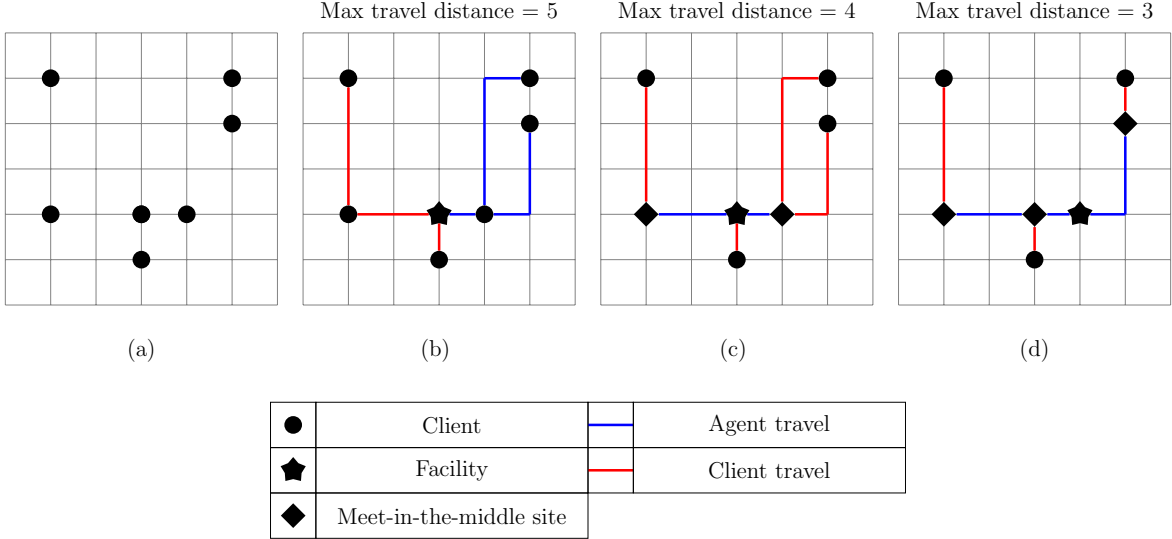 Max travel distance = 5
Max travel distance = 4
Max travel distance = 3
(a)
(b)
(c)
(d)
Client
Agent travel
Facility
Client travel
Meet-in-the-middle site